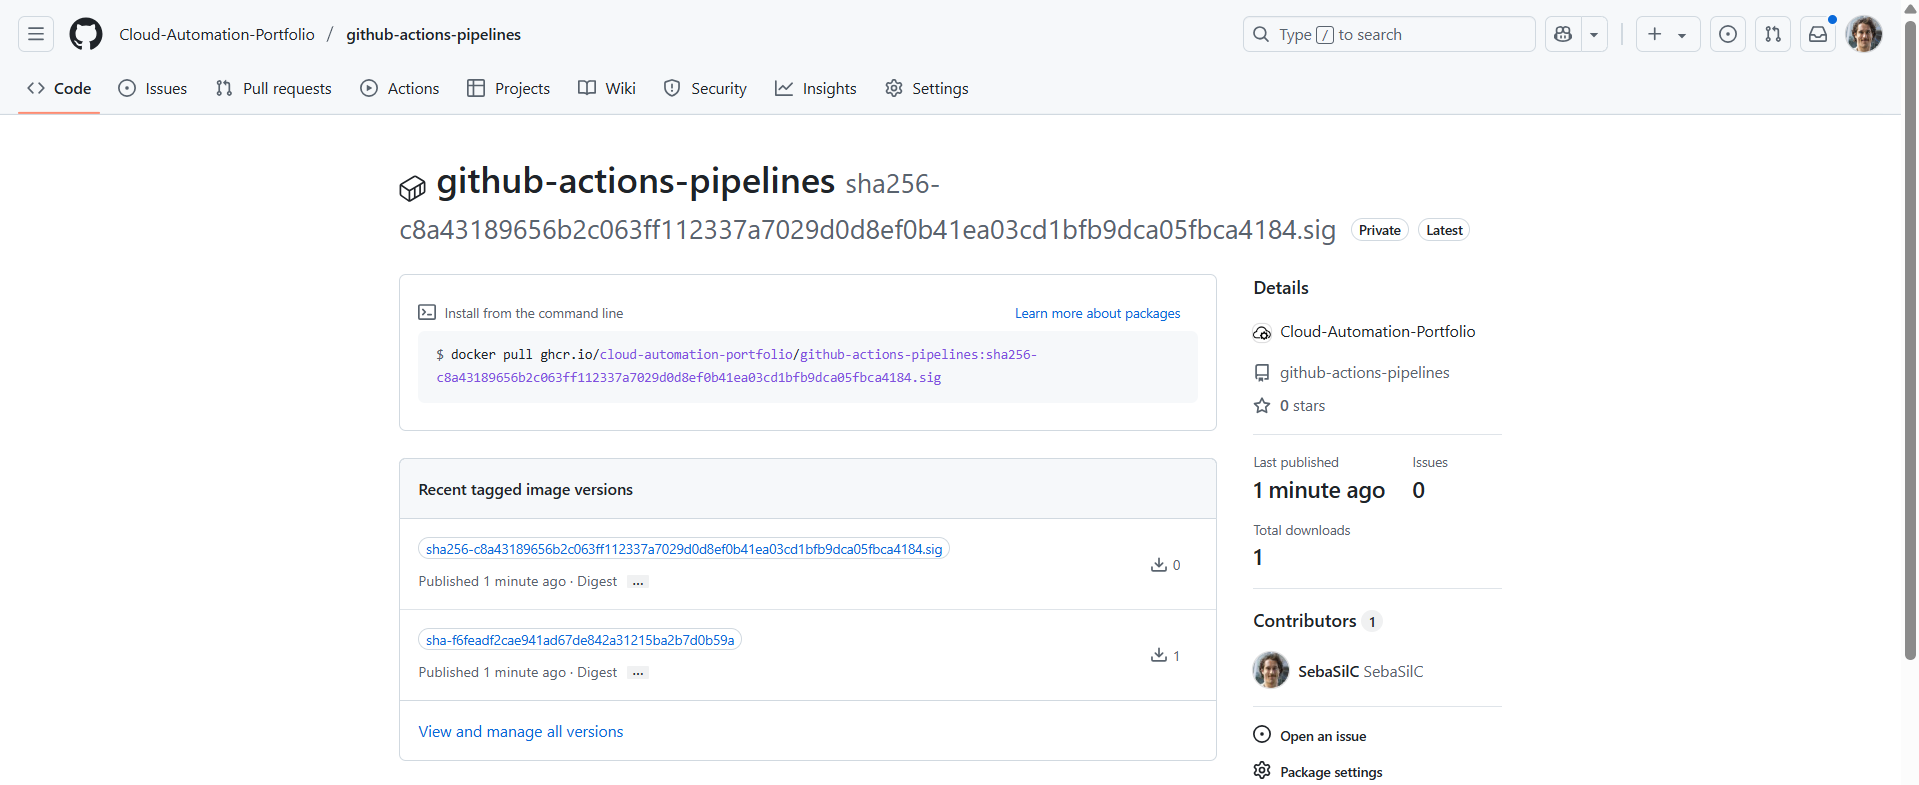 Cloud-Automation-Portfolio / github-actions-pipelines
Type / to search
Code
Issues
Pull requests
Actions
Projects
Wiki
Security
Insights
Settings
github-actions-pipelines sha256-
c8a43189656b2c063ff112337a7029d0d8ef0b41ea03cd1bfb9dca05fbca4184.sig
Private
Latest
Install from the command line
Learn more about packages
$ docker pull ghcr.io/cloud-automation-portfolio/github-actions-pipelines:sha256-
c8a43189656b2c063ff112337a7029d0d8ef0b41ea03cd1bfb9dca05fbca4184.sig
Recent tagged image versions
sha256-c8a43189656b2c063ff112337a7029d0d8ef0b41ea03cd1bfb9dca05fbca4184.sig
Published 1 minute ago · Digest ...
0
sha-f6feadf2cae941ad67de842a31215ba2b7d0b59a
Published 1 minute ago · Digest ...
1
View and manage all versions
Details
Cloud-Automation-Portfolio
github-actions-pipelines
0 stars
Last published
1 minute ago
Issues
0
Total downloads
1
Contributors 1
SebaSilC SebaSilC
Open an issue
Package settings